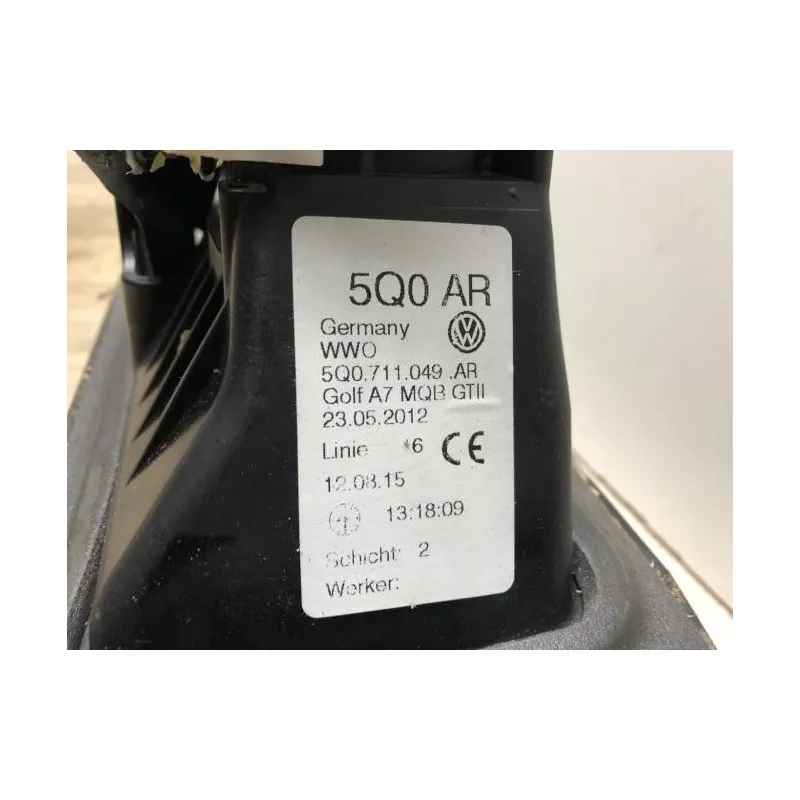 5Q0 AR
Germany
WWO
5Q0.711.049 .AR
Golf A7 MQB GTII
23.05.2012
Linie 6 CE
12.08.15
13:18:09
Schicht: 2
Werker: